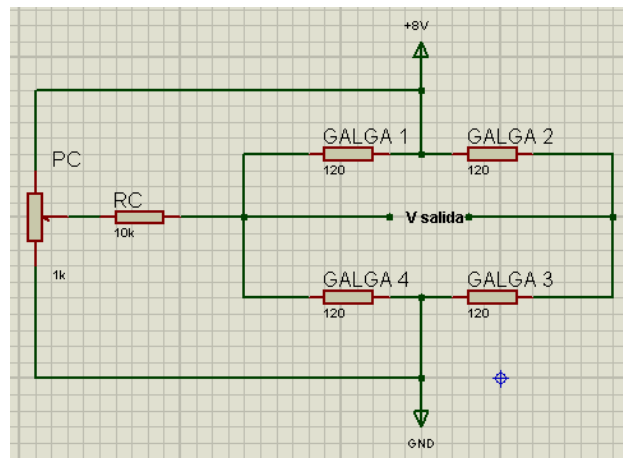 +8V
GALGA 1
GALGA 2
120
120
PC
RC
10k
V salida
1k
GALGA 4
GALGA 3
120
120
GND